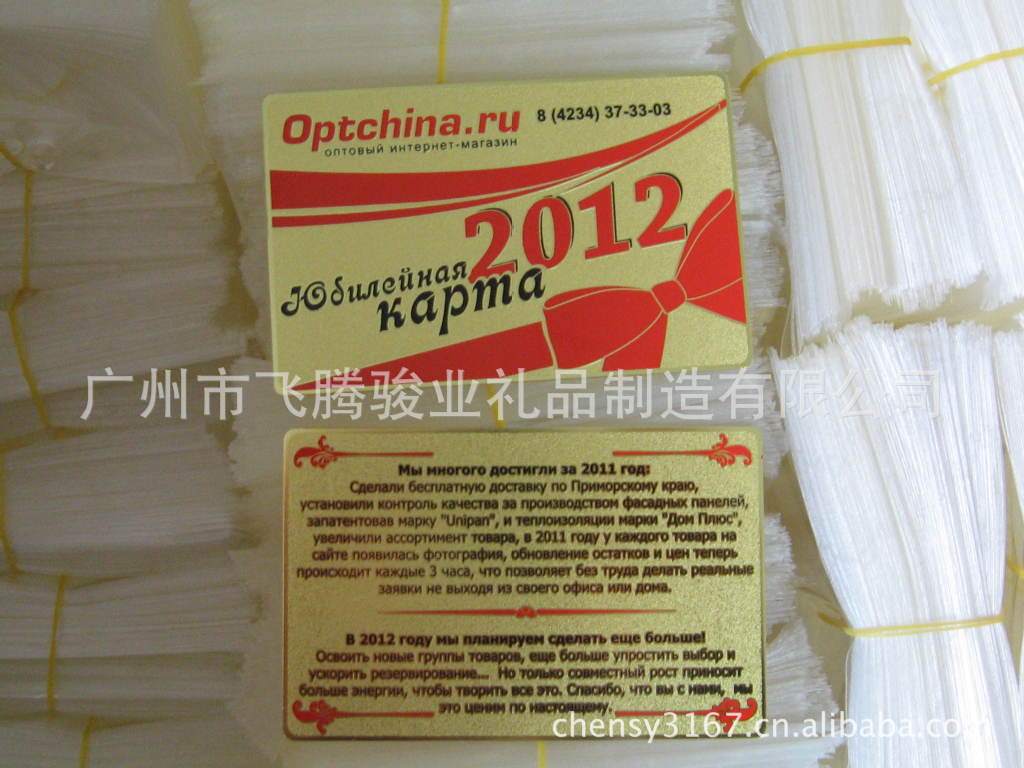 Optchina.ru 8 (4234) 37-33-03
оптовый интернет-магазин
2012
Юбилейная
карта
广州市飞腾骏业礼品制造有限公司
Мы многого достигли за 2011 год:
Сделали бесплатную доставку по Приморскому краю,
установили контроль качества за производством фасадных панелей,
запатентовав марку "Unipan", и теплоизоляции марки "Дом Плюс",
увеличили ассортимент товара, в 2011 году у каждого товара на
сайте появилась фотография, обновление остатков и цен теперь
происходит каждые 3 часа, что позволяет без труда делать реальные
заявки не выходя из своего офиса или дома.
В 2012 году мы планируем сделать еще больше!
Освоить новые группы товаров, еще больше упростить выбор и
ускорить резервирование... Но только совместный рост приносит
больше энергии, чтобы творить все это. Спасибо, что вы с нами, мы
это ценим по настоящему.
chensy3167.cn.alibaba.com